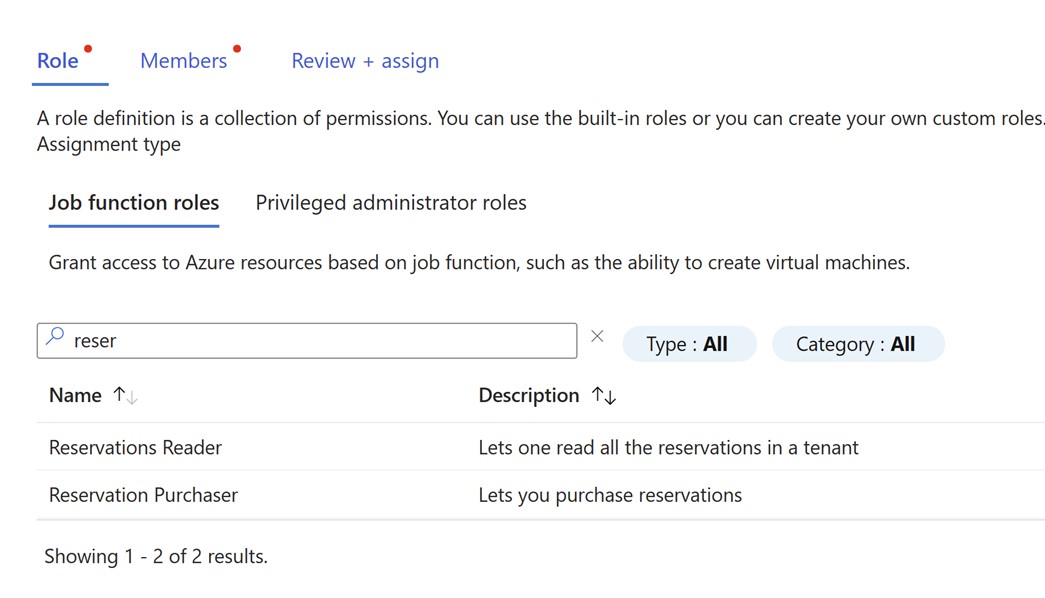 Role Members Review + assign
A role definition is a collection of permissions. You can use the built-in roles or you can create your own custom roles.
Assignment type
Job function roles Privileged administrator roles
Grant access to Azure resources based on job function, such as the ability to create virtual machines.
reser Type : All Category : All
Name Description
Reservations Reader Lets one read all the reservations in a tenant
Reservation Purchaser Lets you purchase reservations
Showing 1 - 2 of 2 results.